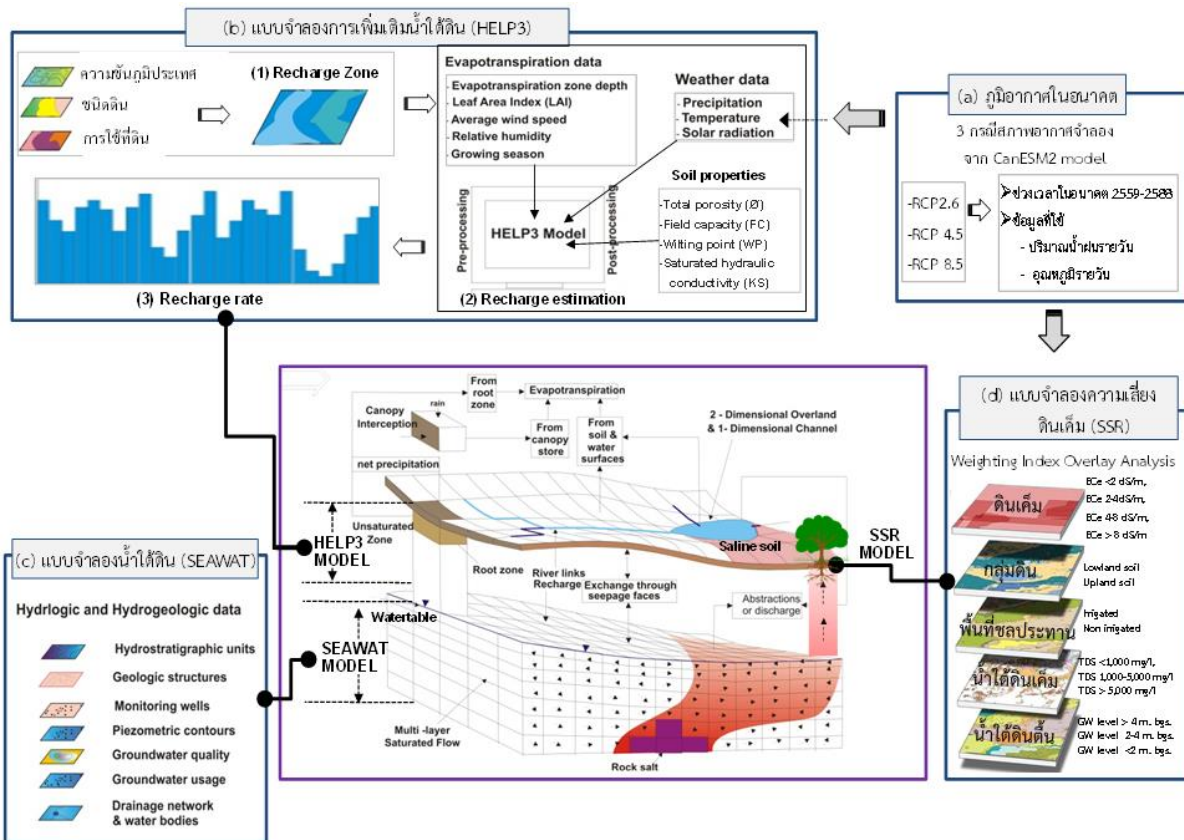 (b) แบบจำลองการเพิ่มเติมน้ำใต้ดิน (HELP3)
ความชันภูมิประเทศ
ชนิดดิน
การใช้ที่ดิน
(1) Recharge Zone
Evapotranspiration data
- Evapotranspiration zone depth
- Leaf Area Index (LAI)
- Average wind speed
- Relative humidity
- Growing season
Weather data
- Precipitation
- Temperature
- Solar radiation
Soil properties
-Total porosity (Ø)
-Field capacity (FC)
-Wilting point (WP)
-Saturated hydraulic
conductivity (KS)
Pre-processing
HELP3 Model
Post-processing
(2) Recharge estimation
(3) Recharge rate
(a) ภูมิอากาศในอนาคต
3 กรณีสภาพอากาศจำลอง
จาก CanESM2 model
-RCP2.6
-RCP 4.5
-RCP 8.5
➢ช่วงเวลาในอนาคต 2559-2588
➢ข้อมูลที่ใช้
- ปริมาณน้ำฝนรายวัน
- อุณหภูมิรายวัน
(c) แบบจำลองน้ำใต้ดิน (SEAWAT)
Hydrlogic and Hydrogeologic data
Hydrostratigraphic units
Geologic structures
Monitoring wells
Piezometric contours
Groundwater quality
Groundwater usage
Drainage network
& water bodies
From
root
zone
Evapotranspiration
rain
Canopy
Interception
From
canopy
store
From
soil &
water
surfaces
2 - Dimensional Overland
& 1- Dimensional Channel
net precipitation
Unsaturated
Zone
HELP3
MODEL
Root zone
River links
Recharge
Exchange through
seepage faces
Saline soil
SSR
MODEL
Abstractions
or discharge
Watertable
SEAWAT
MODEL
Multi -layer
Saturated Flow
Rock salt
(d) แบบจำลองความเสี่ยง
ดินเค็ม (SSR)
Weighting Index Overlay Analysis
ดินเค็ม
ECe <2 dS/m,
ECe 2-4 dS/m,
ECe 4-8 dS/m,
ECe > 8 dS/m
กลุ่มดิน
Lowland soil
Upland soil
พื้นที่ชลประทาน
Irrigated
Non irrigated
น้ำใต้ดินเค็ม
TDS <1,000 mg/l,
TDS 1,000-5,000 mg/l
TDS > 5,000 mg/l
น้ำใต้ดินตื้น
GW level > 4 m. bgs.
GW level 2-4 m. bgs.
GW level <2 m. bgs.